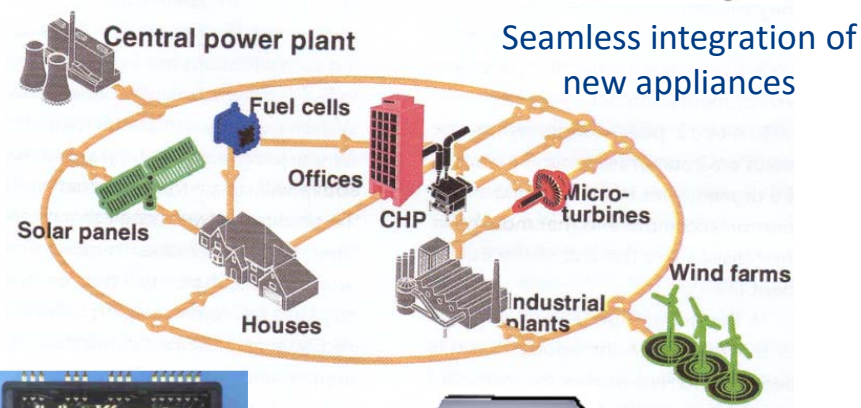 Central power plant
Seamless integration of
new appliances
Fuel cells
Offices
CHP
Micro-
turbines
Solar panels
Houses
Industrial
plants
Wind farms